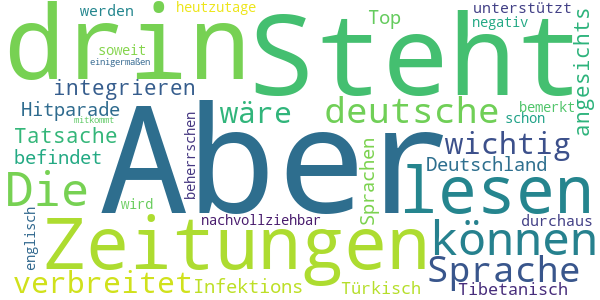 werden
heutzutage
unterstützt
drin
Steht
Top
negativ
soweit
einigermaßen
angesichts
integrieren
Hitparade
wäre
deutsche
bemerkt
mitkommt
Aber
schon
Tatsache
beherrschen
wichtig
befindet
Sprachen
Deutschland
Die
lesen
wird
nachvollziehbar
durchaus
englisch
Zeitungen
können
Sprache
verbreitet
Infektions
Türkisch
Tibetanisch